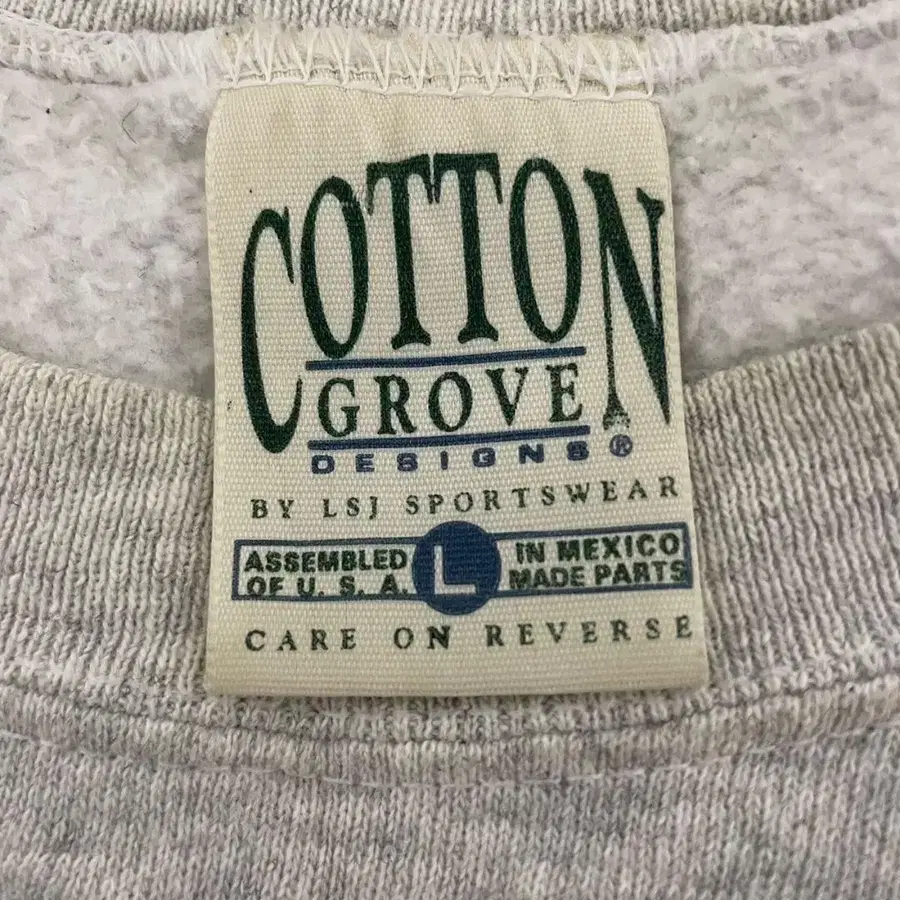 COTTON
GROVE
DESIGNS®
BY LSJ SPORTSWEAR
ASSEMBLED L IN MEXICO
OF U. S. A. MADE PARTS
CARE ON REVERSE